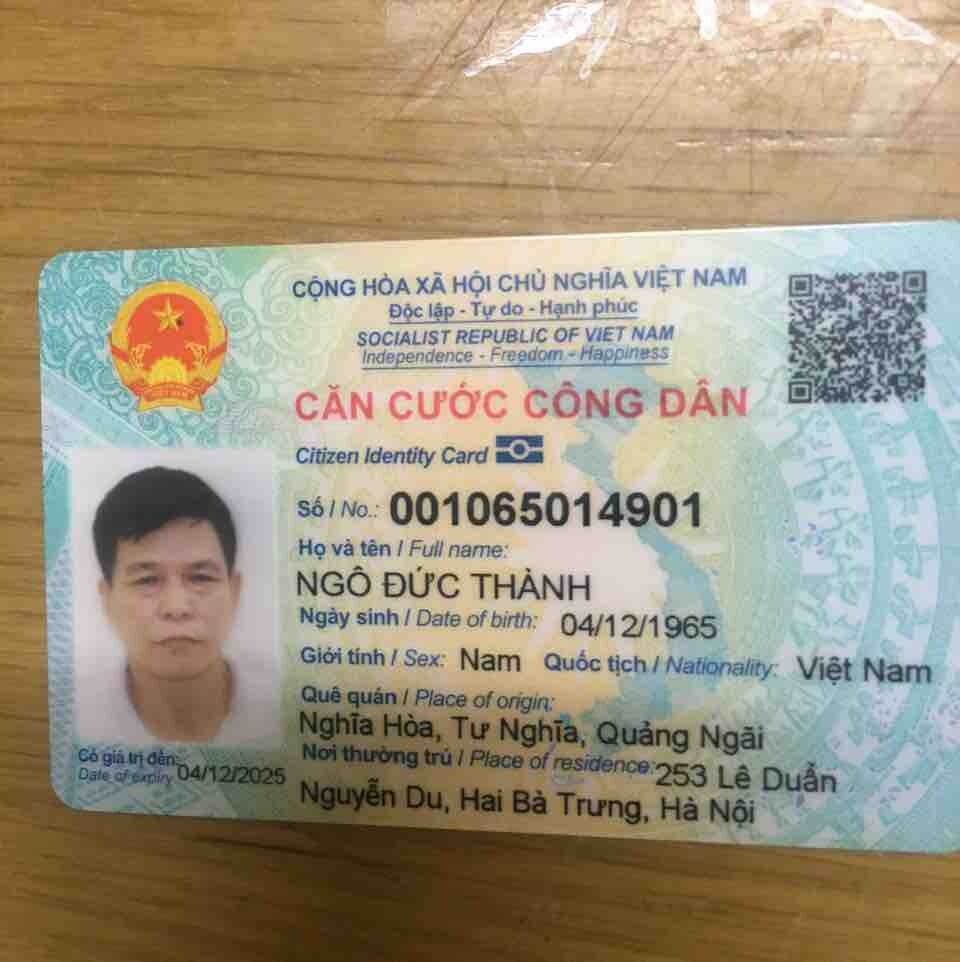 CỘNG HÒA XÃ HỘI CHỦ NGHĨA VIỆT NAM
Độc lập - Tự do - Hạnh phúc
SOCIALIST REPUBLIC OF VIET NAM
Independence - Freedom - Happiness
CĂN CƯỚC CÔNG DÂN
Citizen Identity Card
Số / No.: 001065014901
Họ và tên / Full name:
NGÔ ĐỨC THÀNH
Ngày sinh / Date of birth: 04/12/1965
Giới tính / Sex: Nam Quốc tịch / Nationality: Việt Nam
Quê quán / Place of origin:
Nghĩa Hòa, Tư Nghĩa, Quảng Ngãi
Nơi thường trú / Place of residence: 253 Lê Duẩn
Nguyễn Du, Hai Bà Trưng, Hà Nội
Có giá trị đến:
Date of expiry 04/12/2025
VIỆT NAM